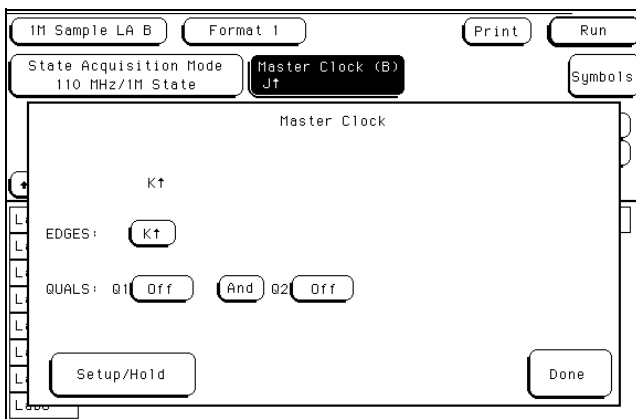 1M Sample LA B Format 1 Print Run
State Acquisition Mode
110 MHz/1M State
Master Clock (B)
J↑
Symbols
Master Clock
K↑
EDGES: K↑
QUALS: Q1 Off And Q2 Off
Setup/Hold Done